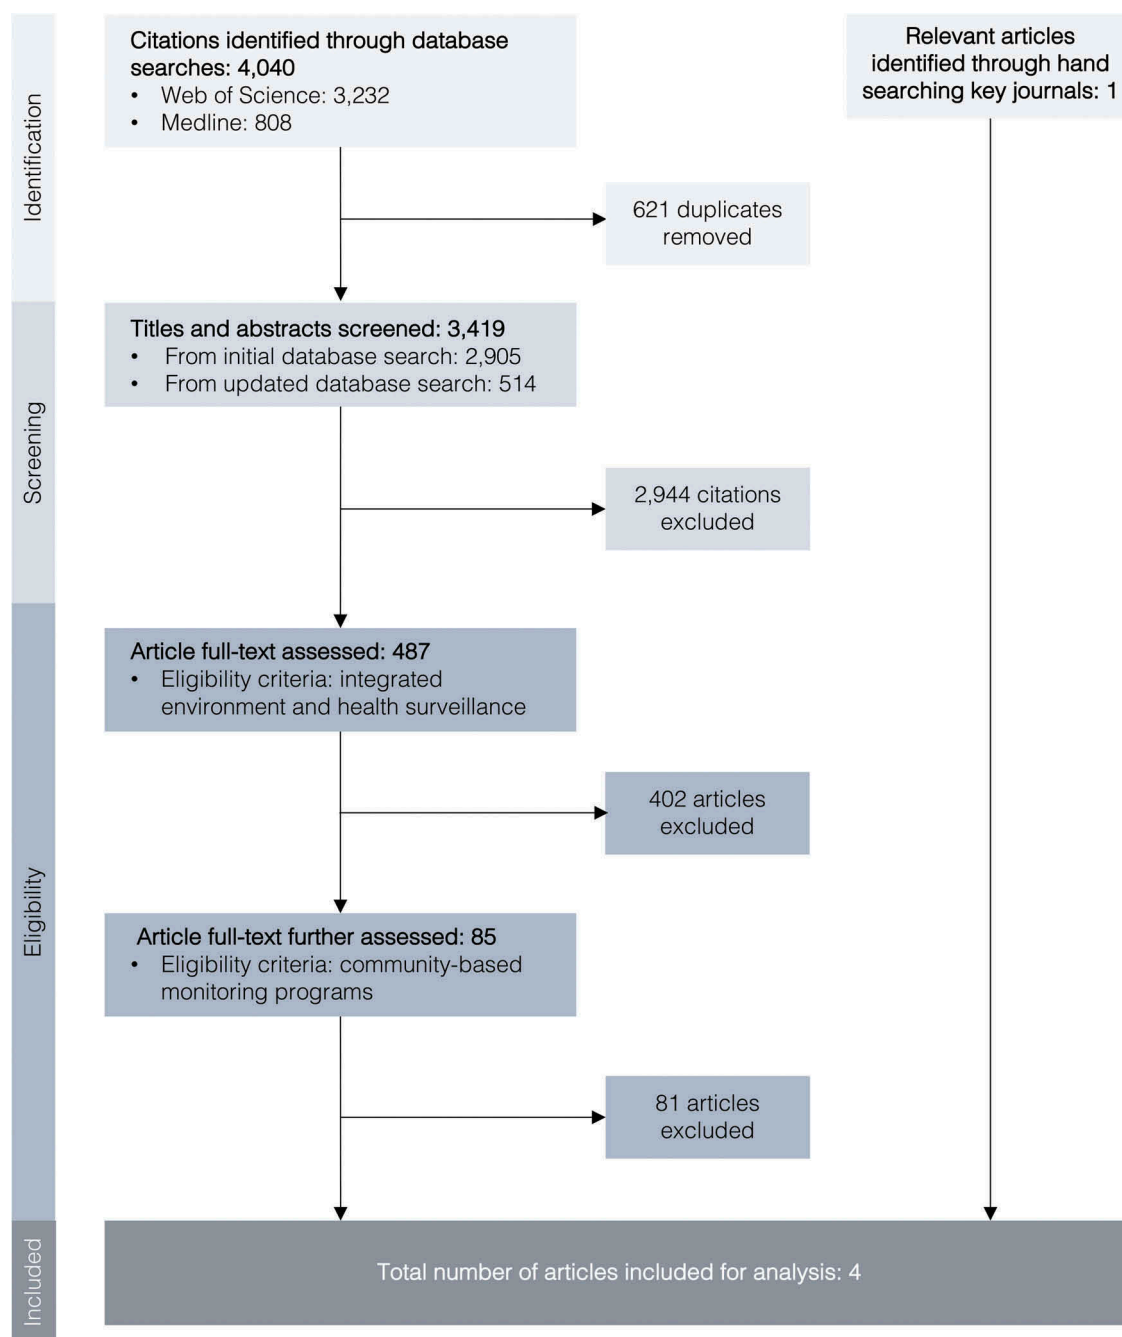 Identification
Citations identified through database
searches: 4,040
• Web of Science: 3,232
• Medline: 808
Relevant articles
identified through hand
searching key journals: 1
621 duplicates
removed
Screening
Titles and abstracts screened: 3,419
• From initial database search: 2,905
• From updated database search: 514
2,944 citations
excluded
Eligibility
Article full-text assessed: 487
• Eligibility criteria: integrated
environment and health surveillance
402 articles
excluded
Article full-text further assessed: 85
• Eligibility criteria: community-based
monitoring programs
81 articles
excluded
Included
Total number of articles included for analysis: 4